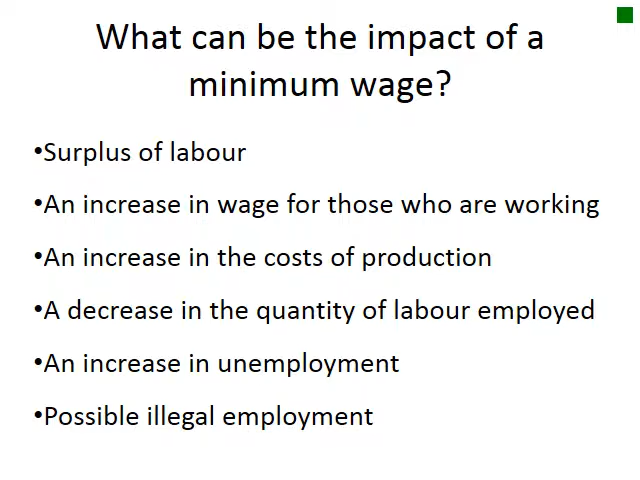 What can be the impact of a
minimum wage?
•Surplus of labour
•An increase in wage for those who are working
•An increase in the costs of production
•A decrease in the quantity of labour employed
•An increase in unemployment
•Possible illegal employment